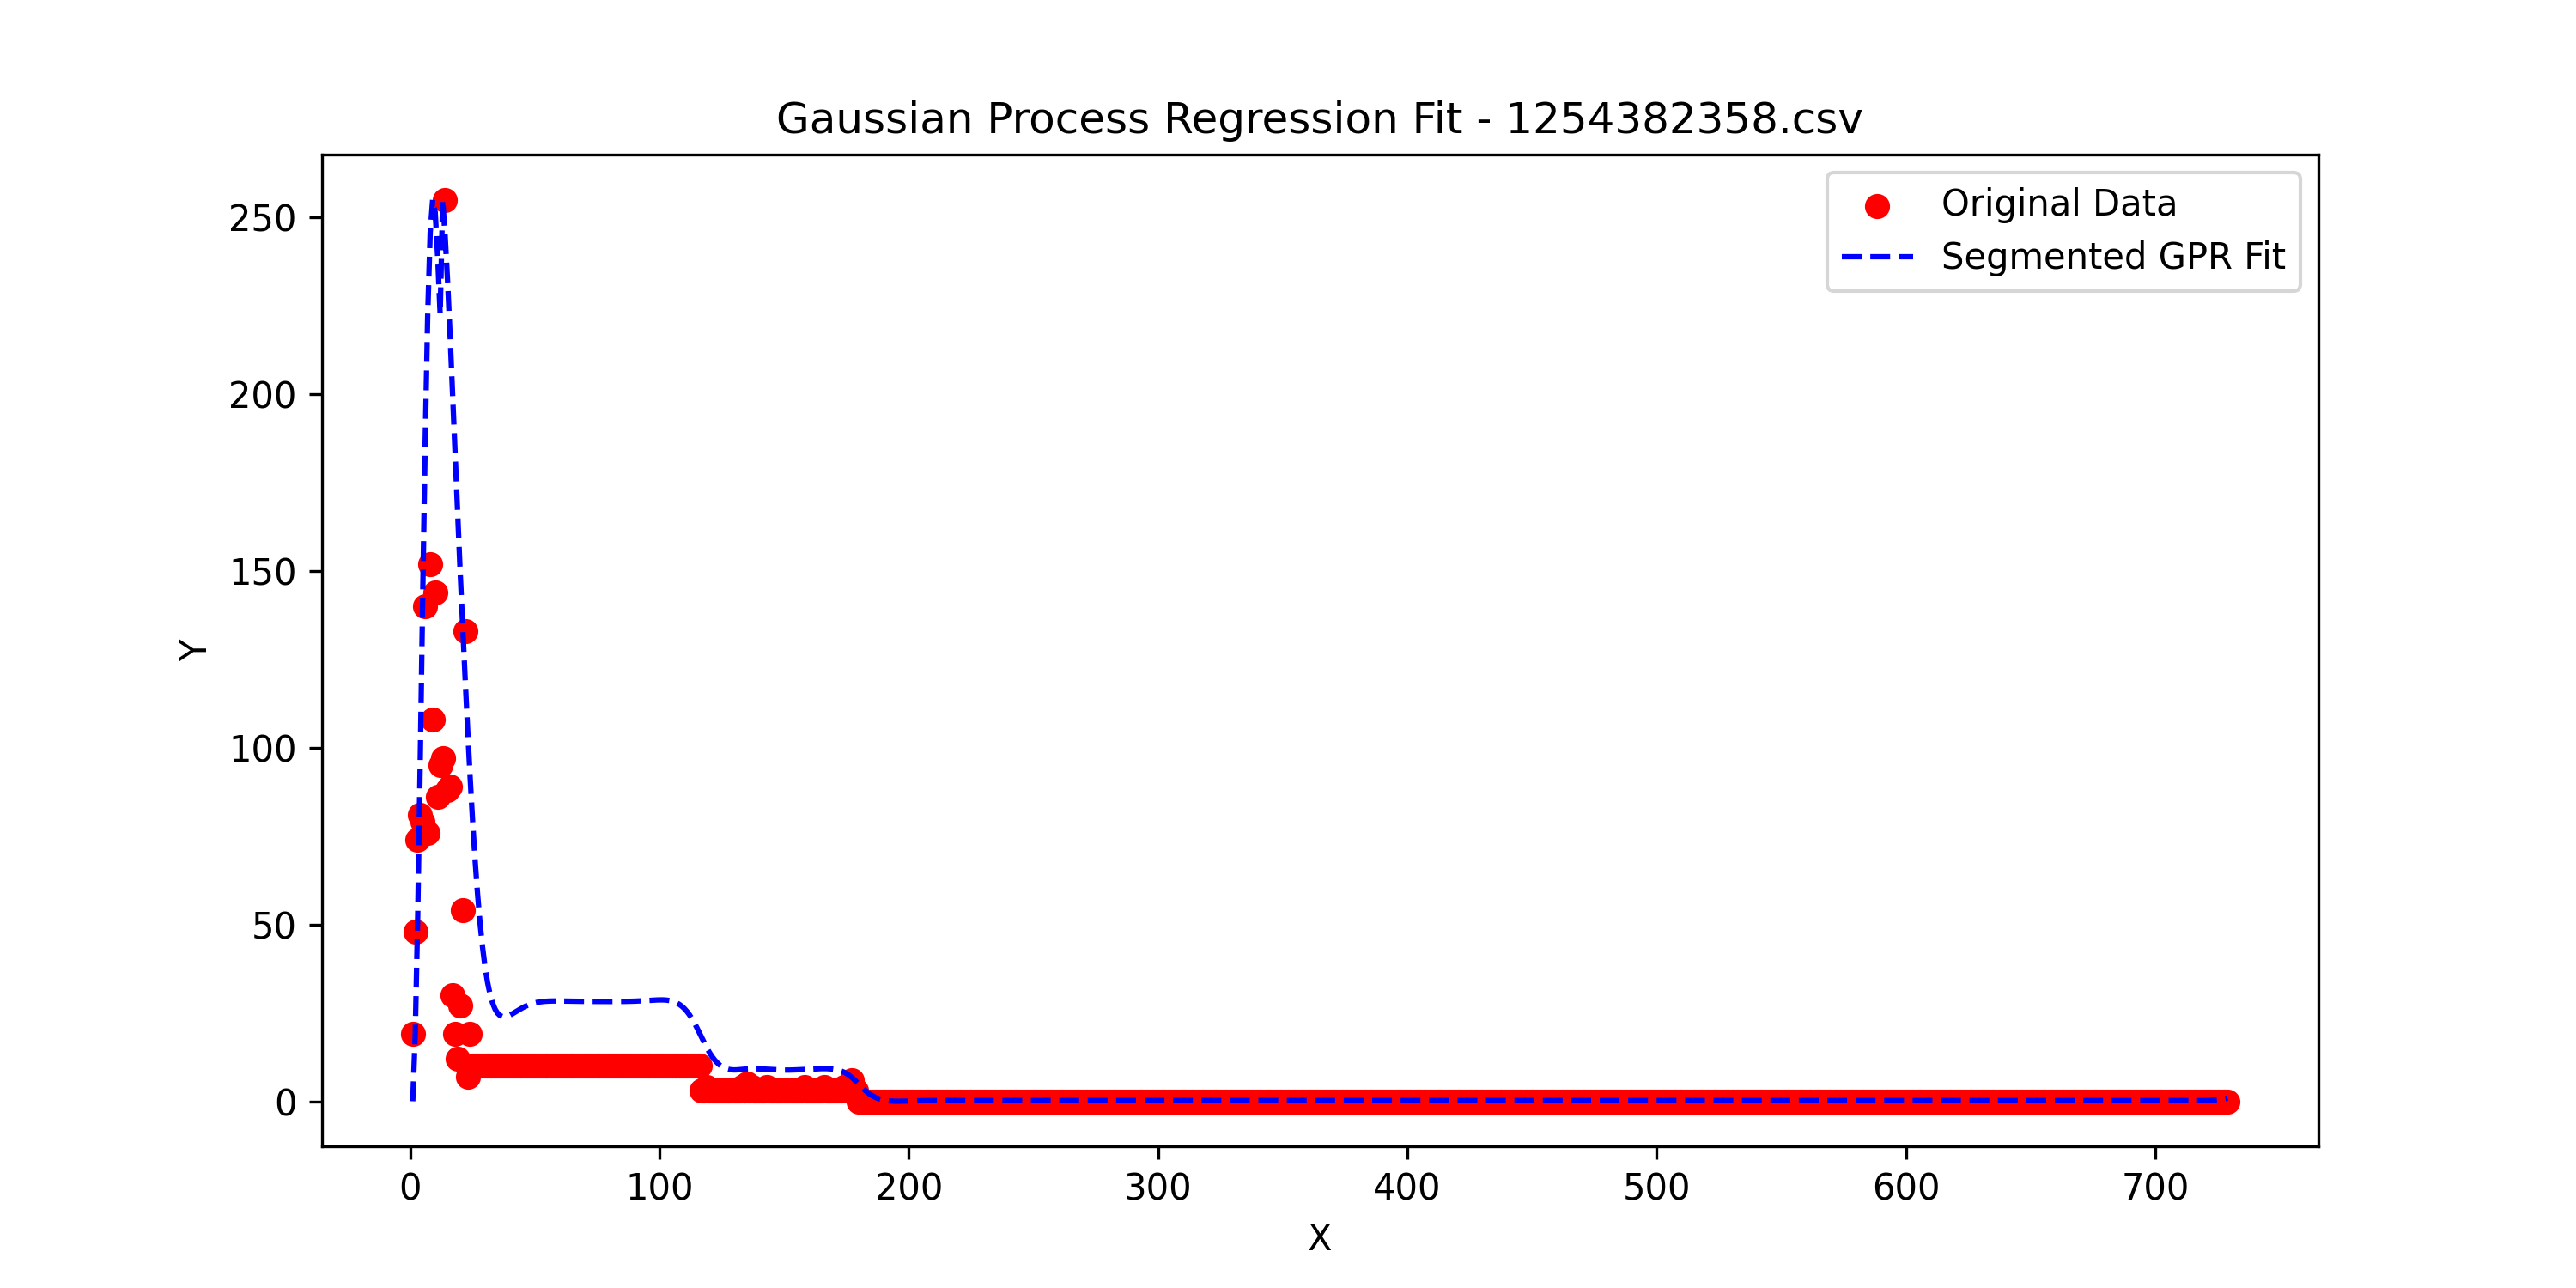 Gaussian Process Regression Fit - 1254382358.csv
Original Data
Segmented GPR Fit
250
200
150
100
50
0
Y
0 100 200 300 400 500 600 700
X